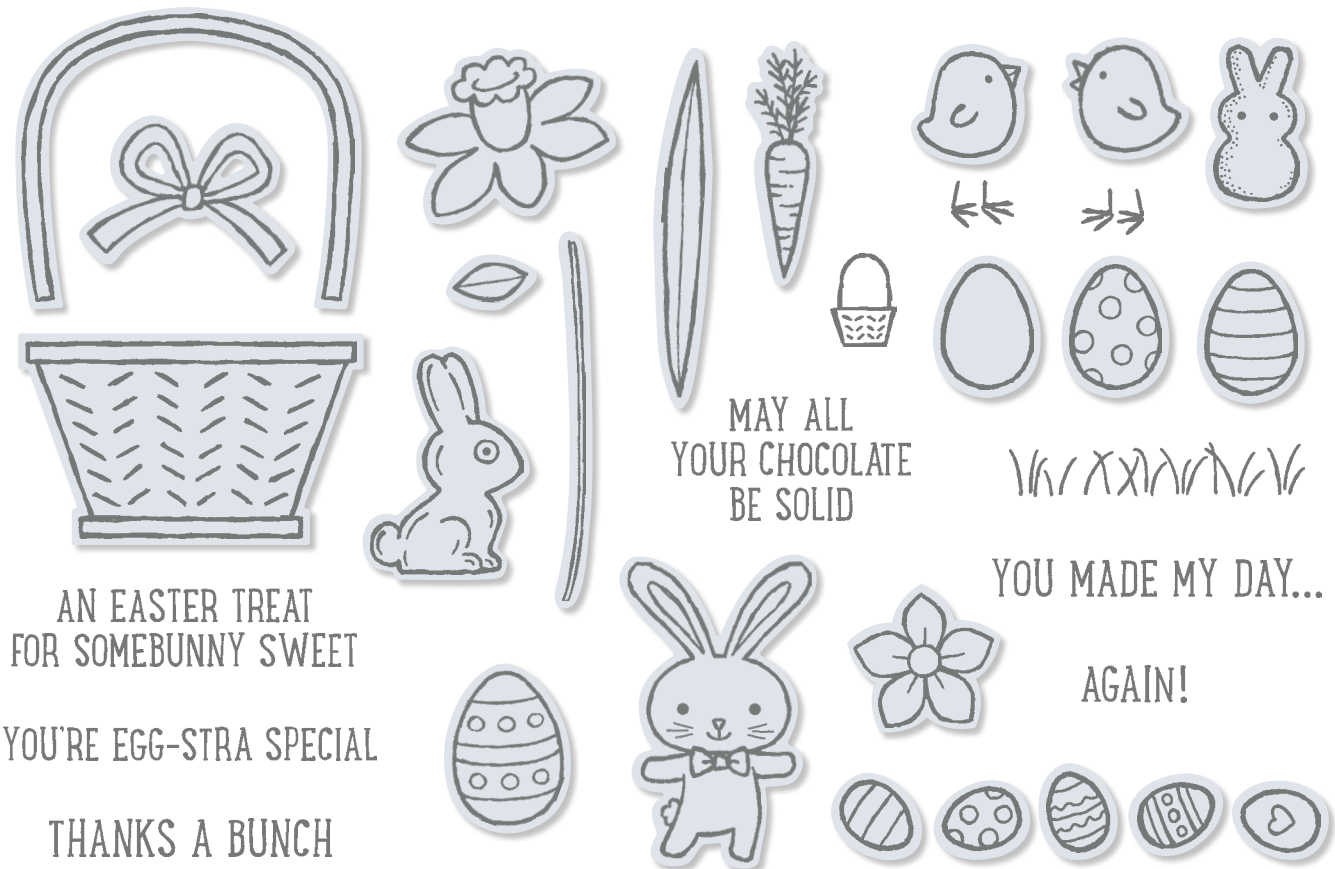 MAY ALL
YOUR CHOCOLATE
BE SOLID
YOU MADE MY DAY...
AN EASTER TREAT
FOR SOMEBUNNY SWEET
AGAIN!
YOU'RE EGG-STRA SPECIAL
THANKS A BUNCH